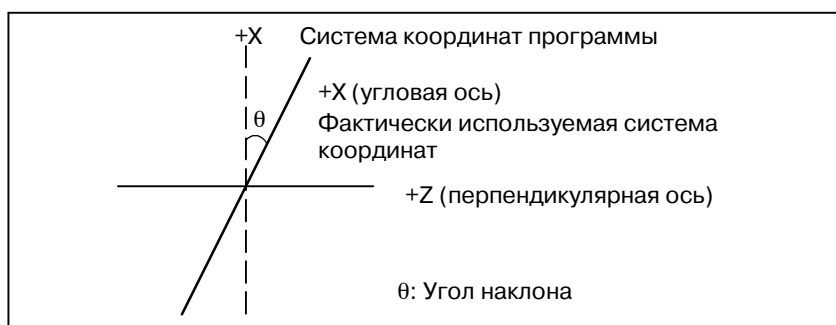 +X Система координат программы
+X (угловая ось)
θ
Фактически используемая система
координат
+Z (перпендикулярная ось)
θ: Угол наклона